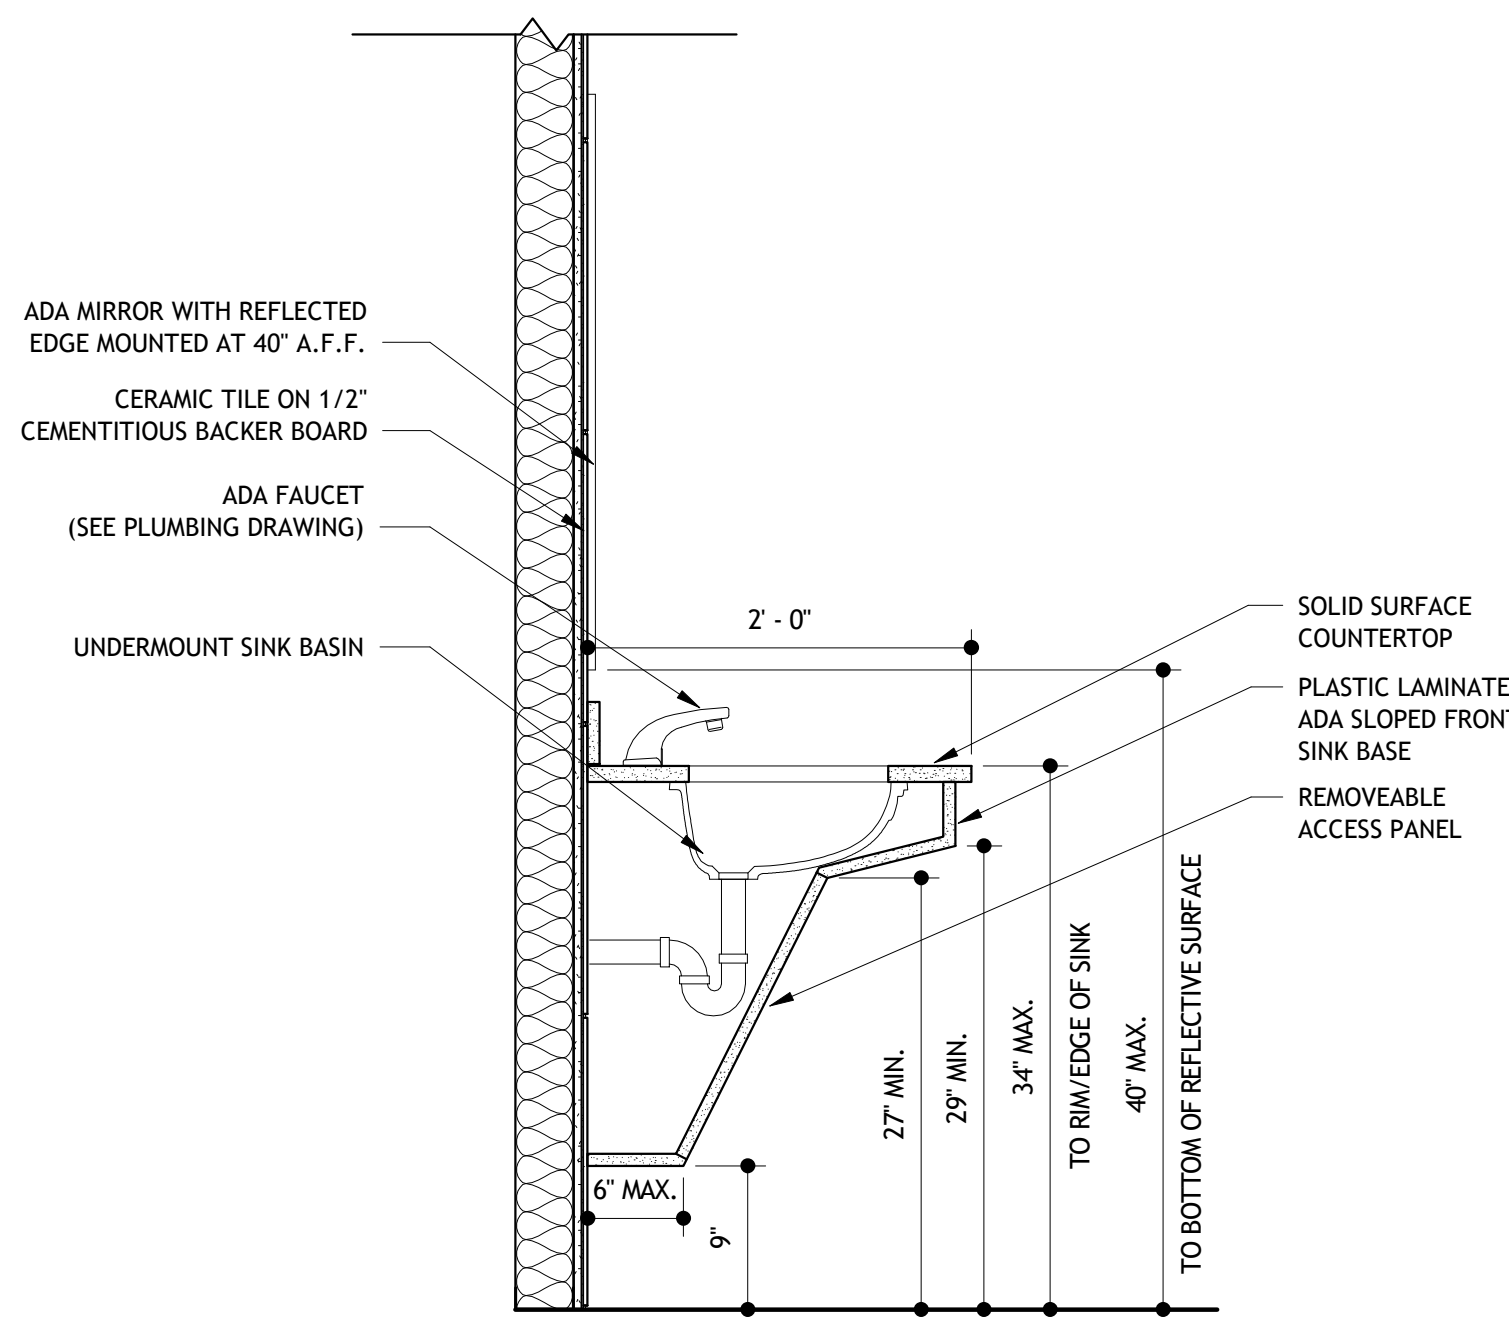 ADA MIRROR WITH REFLECTED
EDGE MOUNTED AT 40" A.F.F.
CERAMIC TILE ON 1/2"
CEMENTITIOUS BACKER BOARD
ADA FAUCET
(SEE PLUMBING DRAWING)
UNDERMOUNT SINK BASIN
2' - 0"
SOLID SURFACE
COUNTERTOP
PLASTIC LAMINATE
ADA SLOPED FRONT
SINK BASE
REMOVEABLE
ACCESS PANEL
6" MAX.
9"
27" MIN.
29" MIN.
34" MAX.
TO RIM/EDGE OF SINK
40" MAX.
TO BOTTOM OF REFLECTIVE SURFACE